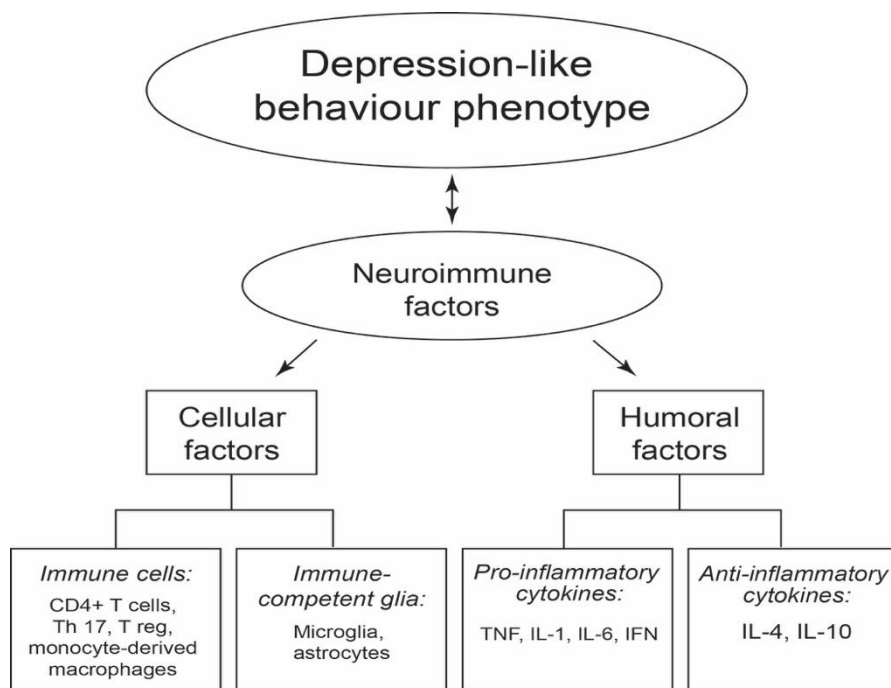 Depression-like
behaviour phenotype
Neuroimmune
factors
Cellular
factors
Humoral
factors
Immune cells:
CD4+ T cells,
Th 17, T reg,
monocyte-derived
macrophages
Immune-
competent glia:
Microglia,
astrocytes
Pro-inflammatory
cytokines:
TNF, IL-1, IL-6, IFN
Anti-inflammatory
cytokines:
IL-4, IL-10